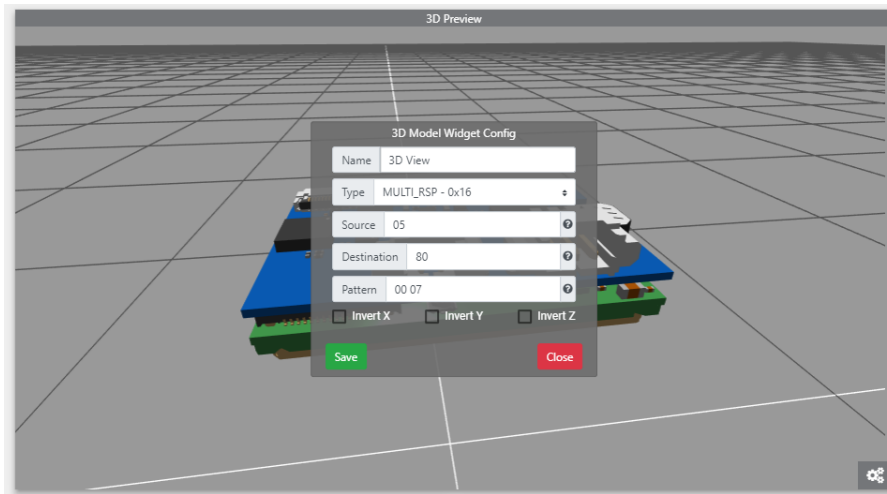 3D Preview
3D Model Widget Config
Name 3D View
Type MULTI_RSP - 0x16
Source 05
Destination 80
Pattern 00 07
Invert X Invert Y Invert Z
Save Close